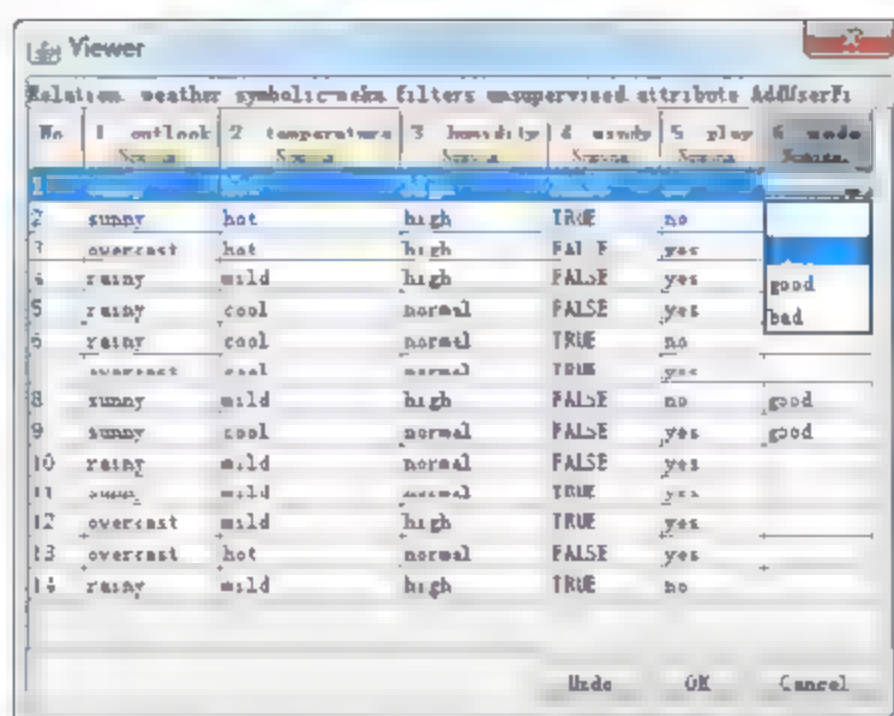 Viewer
Relation weather symbolic-weka filters unsupervised attribute AddUserFi
No 1 outlook 2 temperature 3 humidity 4 windy 5 play 6 mode
1
2 sunny hot high TRUE no
3 overcast hot high FALSE yes
4 rainy mild high FALSE yes
good
5 rainy cool normal FALSE yes
bad
6 rainy cool normal TRUE no
overcast cool normal TRUE yes
8 sunny mild FALSE no good
9 sunny cool normal FALSE yes good
10 rainy mild normal FALSE yes
11 sunny mild normal TRUE yes
12 overcast mild high TRUE yes
13 overcast hot normal FALSE yes
14 rainy mild high TRUE no
Undo OK Cancel